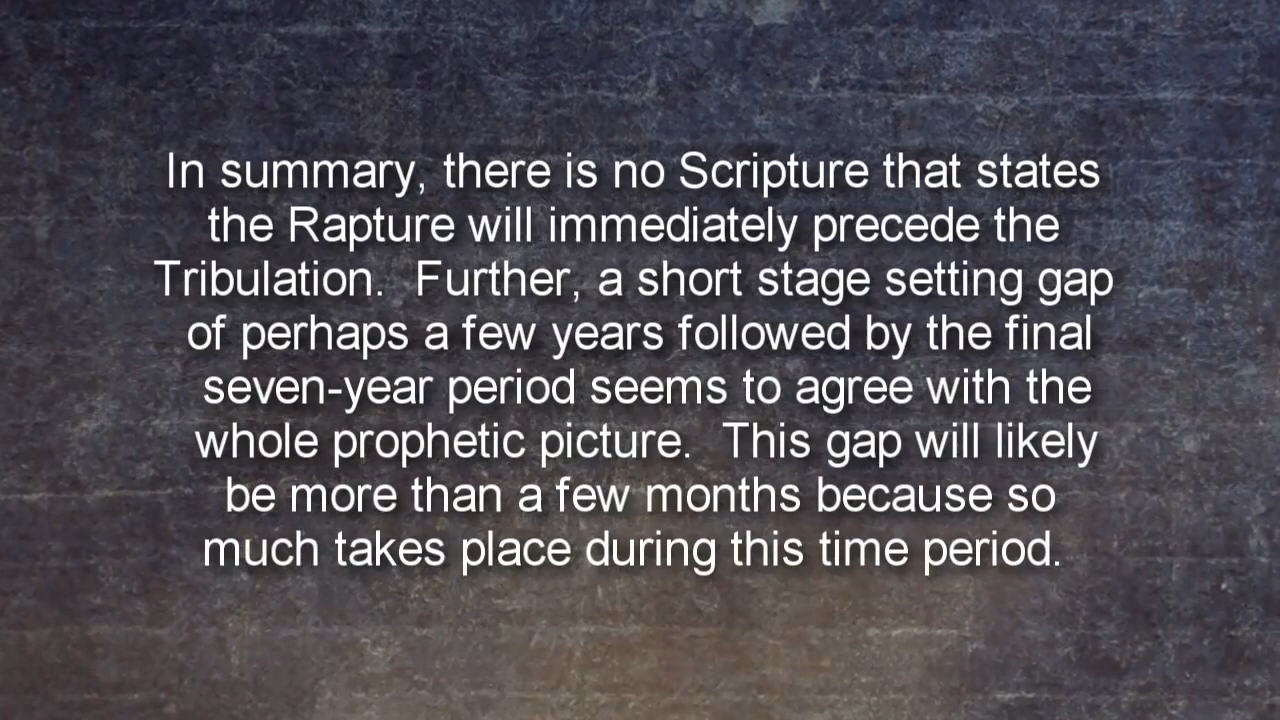 In summary, there is no Scripture that states
the Rapture will immediately precede the
Tribulation.  Further, a short stage setting gap
of perhaps a few years followed by the final
seven-year period seems to agree with the
whole prophetic picture.  This gap will likely
be more than a few months because so
much takes place during this time period.